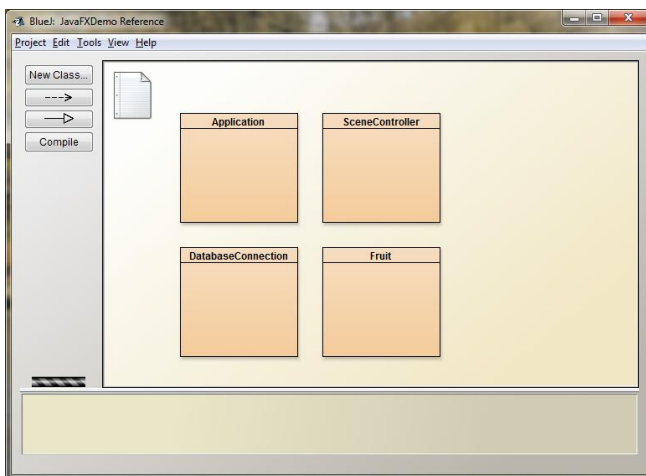 BlueJ: JavaFXDemo Reference
Project Edit Tools View Help
New Class...
Compile
Application
SceneController
DatabaseConnection
Fruit